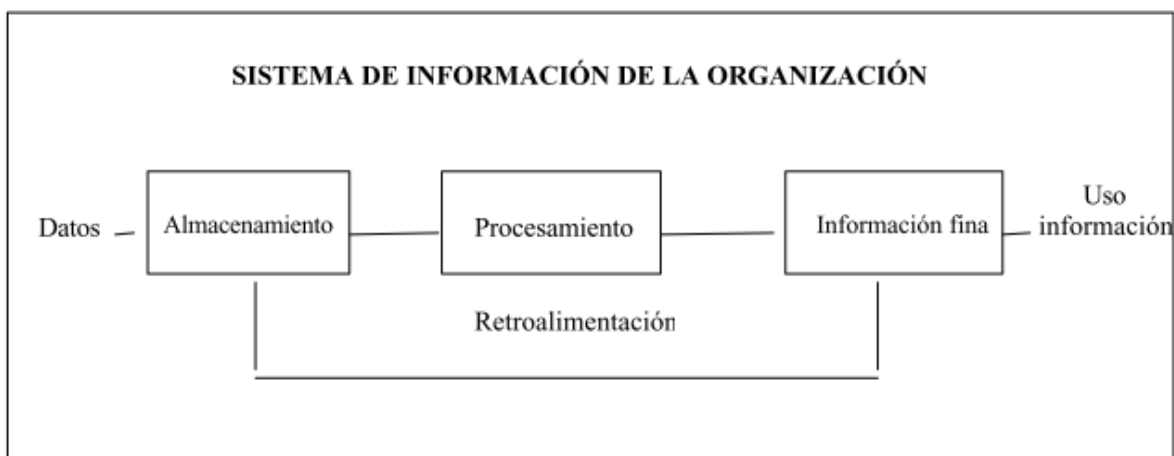 SISTEMA DE INFORMACIÓN DE LA ORGANIZACIÓN
Datos
Almacenamiento
Procesamiento
Información fina
Uso
información
Retroalimentación